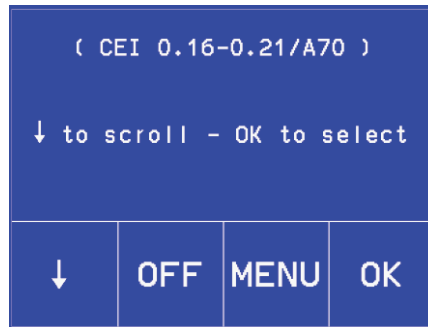 ( CEI 0.16-0.21/A70 )
↓ to scroll - OK to select
↓ OFF MENU OK